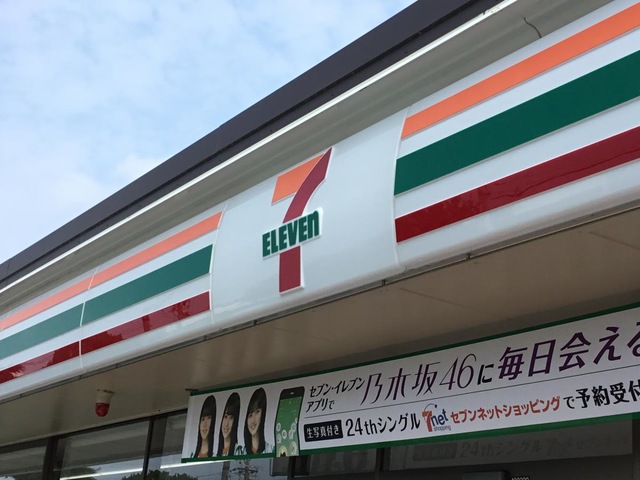 7
ELEVEn
セブン-イレブン
アプリで
乃木坂46に毎日会える
生写真付き 24thシングル 7net shopping セブンネットショッピングで予約受付